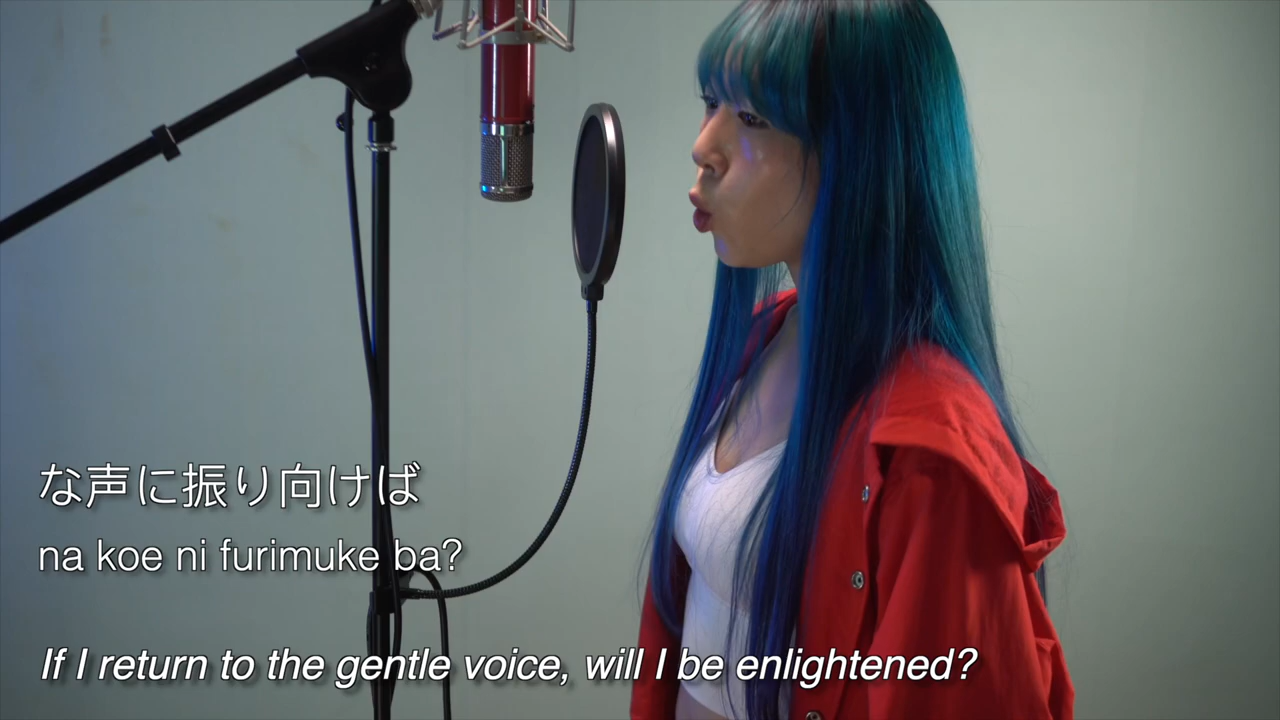 な声に振り向けば
na koe ni furimuke ba?
If I return to the gentle voice, will I be enlightened?